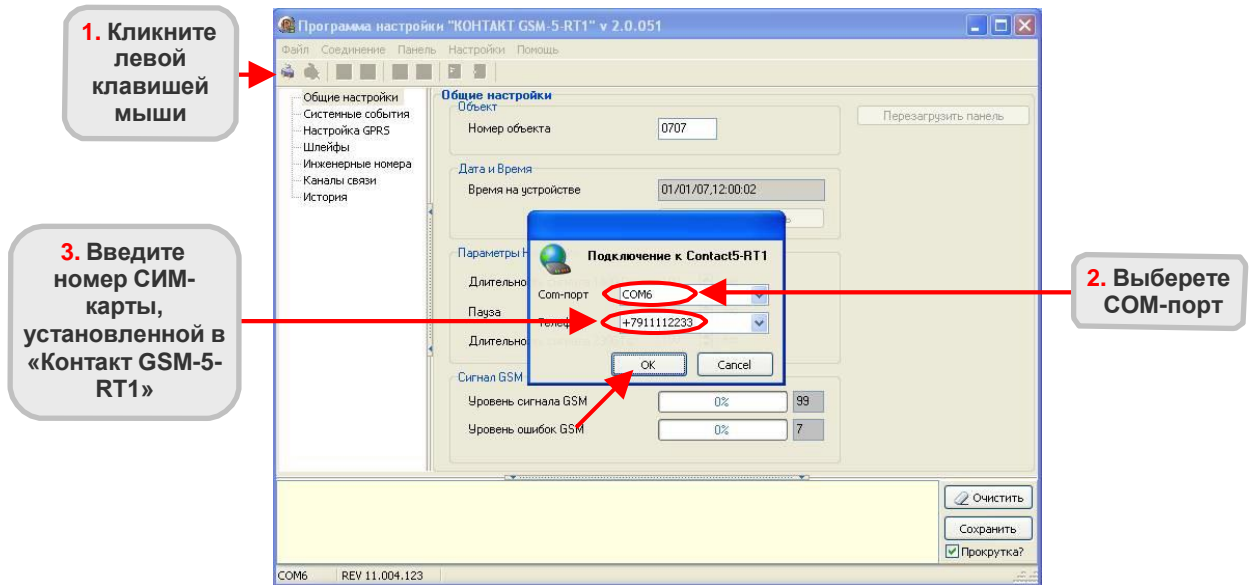 1. Кликните
левой
клавишей
мыши
Программа настройки "КОНТАКТ GSM-5-RT1" v 2.0.051
Файл Соединение Панель Настройки Помощь
Общие настройки
Системные события
Настройка GPRS
Шлейфы
Инженерные номера
Каналы связи
История
Общие настройки
Объект
Номер объекта 0707
Перезагрузить панель
Дата и Время
Время на устройстве 01/01/07,12:00:02
Параметры
Длительно
Пауза
Длительно
Подключение к Contact5-RT1
Com-порт COM6
+7911112233
OK Cancel
3. Введите
номер СИМ-
карты,
установленной в
«Контакт GSM-5-
RT1»
2. Выберете
COM-порт
Сигнал GSM
Уровень сигнала GSM 0% 99
Уровень ошибок GSM 0% 7
Очистить
Сохранить
Прокрутка?
COM6 REV 11.004.123